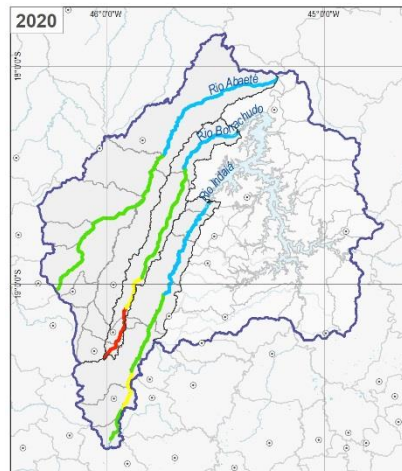 2020
46°0'0"W
45°0'0"W
18°0'0"S
Rio Abaeté
Rio Borrachudo
Rio Indaiá
19°0'0"S